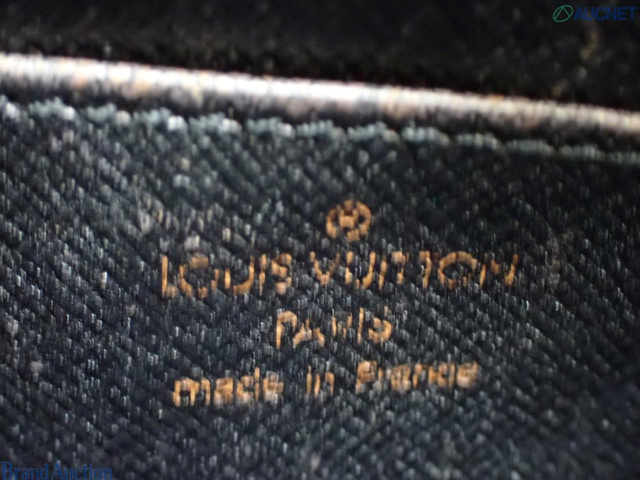 AUCNET
LOUIS VUITTON
PARIS
made in France
Brand Auction